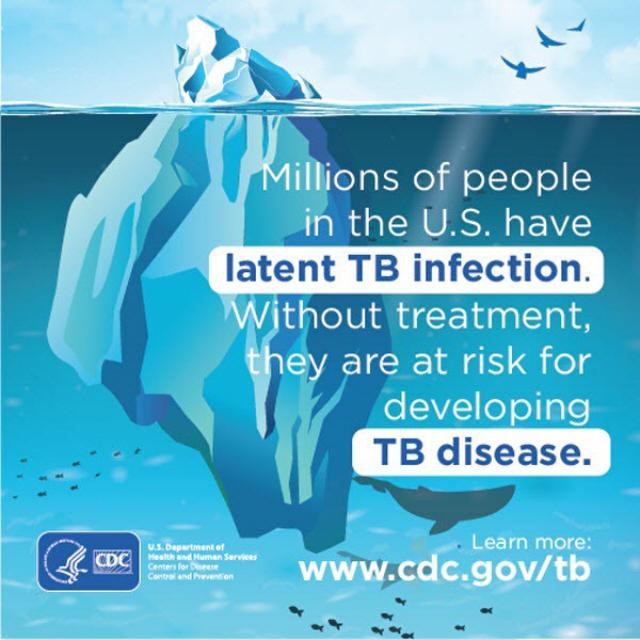 Millions of people
in the U.S. have
latent TB infection.
Without treatment,
they are at risk for
developing
TB disease.
CDC
U.S. Department of
Health and Human Services
Centers for Disease
Control and Prevention
Learn more:
www.cdc.gov/tb